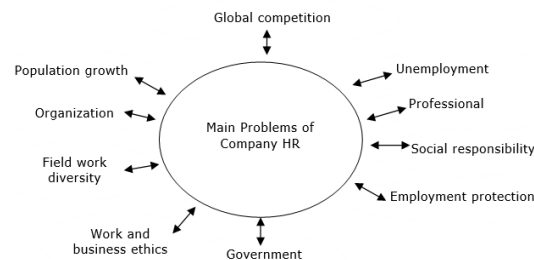 Global competition
Population growth
Unemployment
Organization
Professional
Main Problems of
Company HR
Social responsibility
Field work
diversity
Employment protection
Work and
business ethics
Government